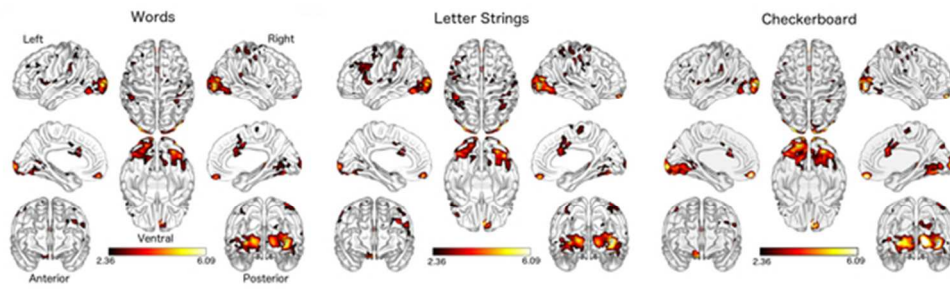 Words
Letter Strings
Checkerboard
Left
Right
Ventral
2.36
6.09
2.36
6.09
2.36
6.09
Anterior
Posterior